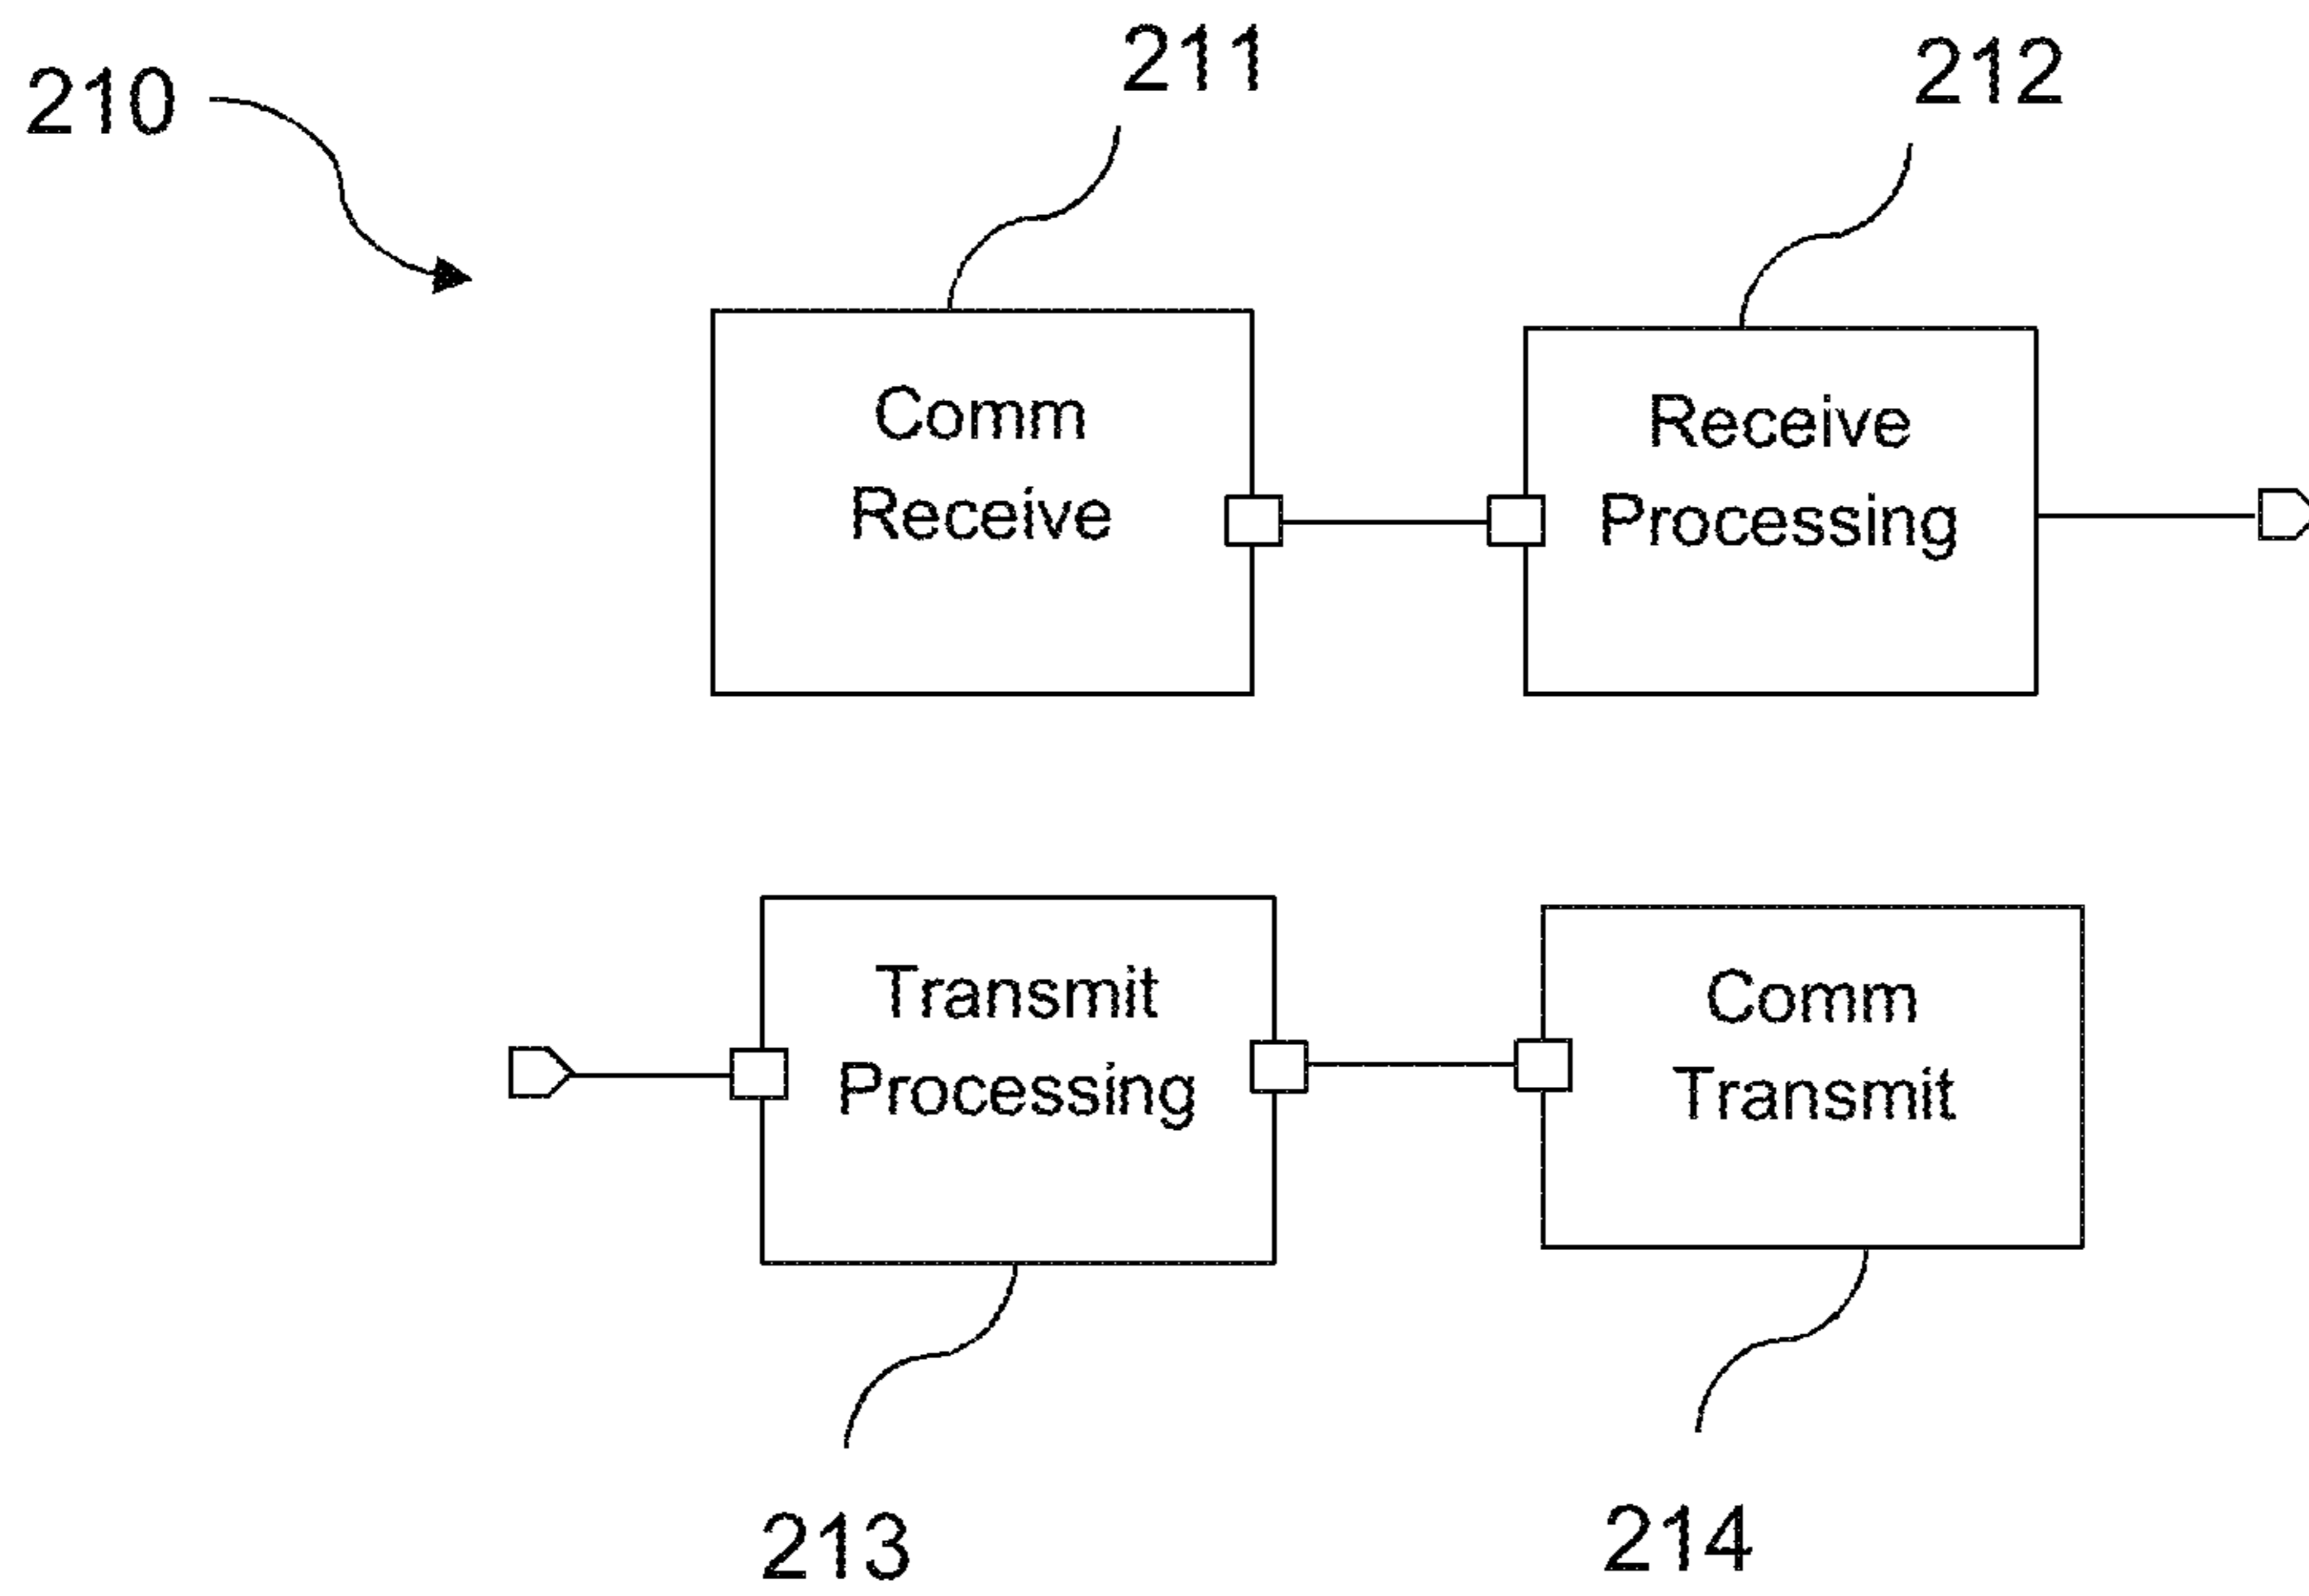 210
211
212
Comm
Receive
Receive
Processing
Transmit
Processing
Comm
Transmit
213
214